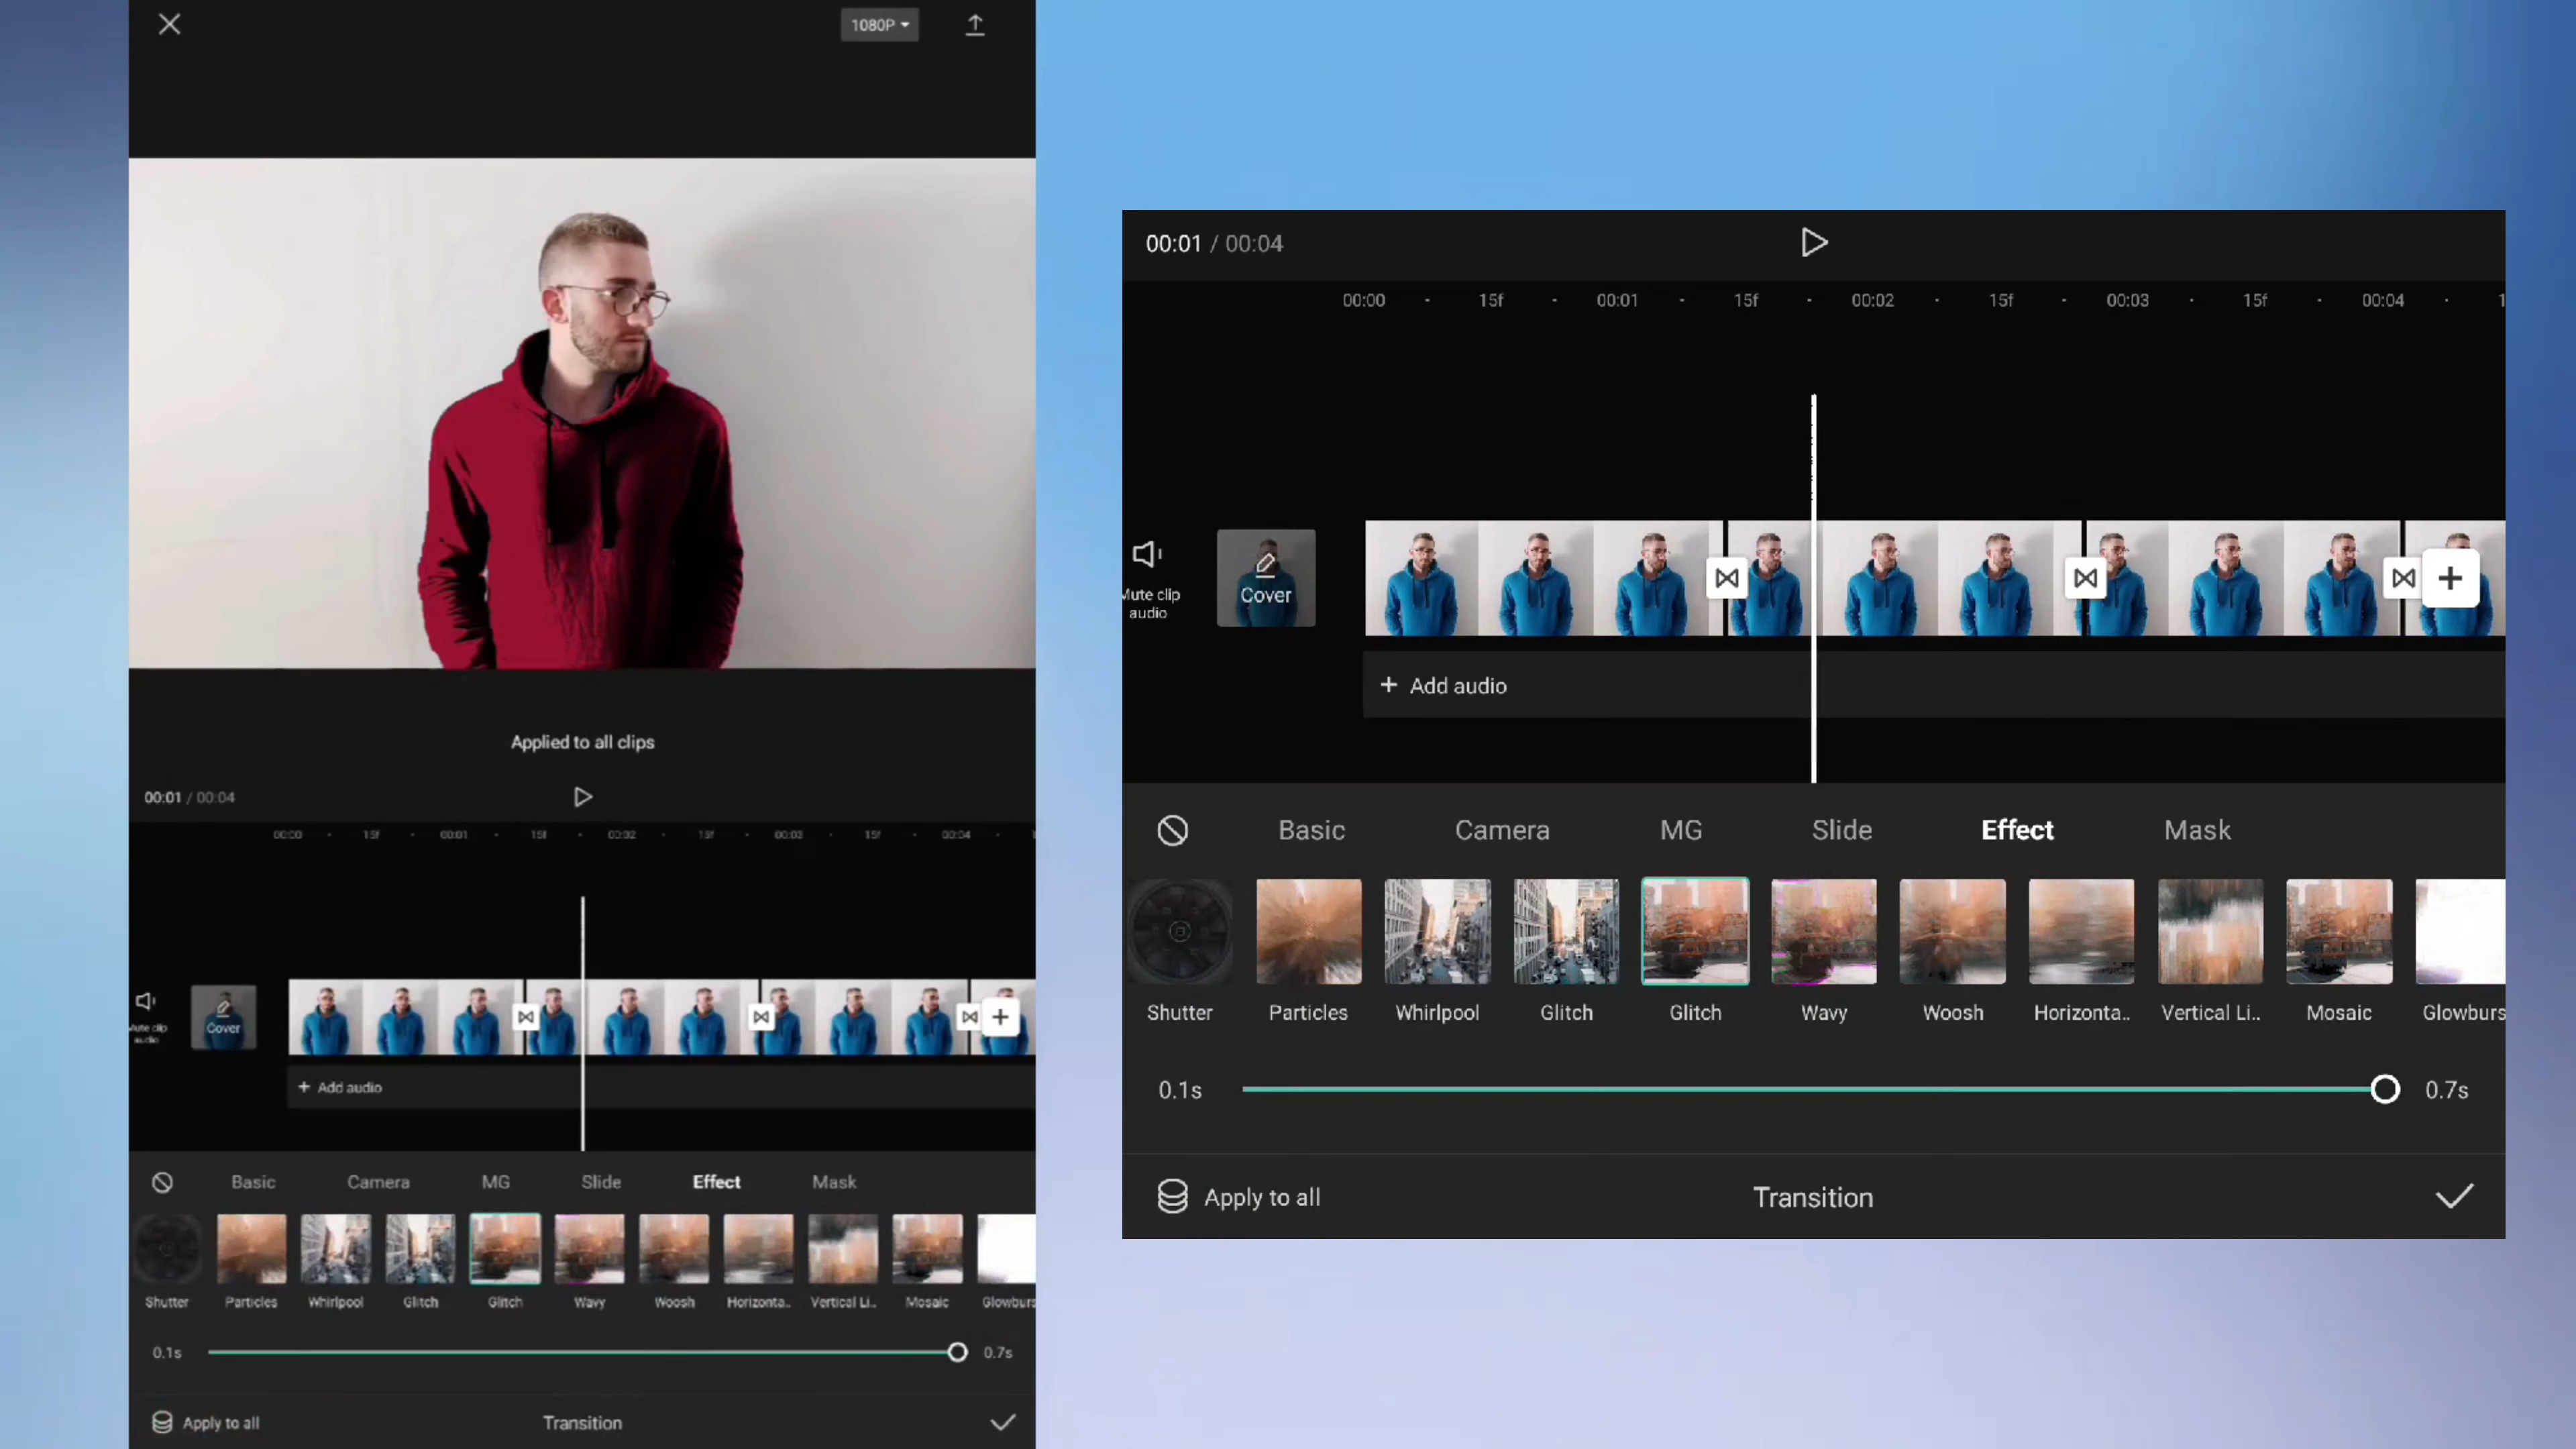 1080P
Applied to all clips
00:01 / 00:04
00:00 15f 00:01 15f 00:02 15f 00:03 15f 00:04
Mute clip
audio
Cover
+ Add audio
Basic Camera MG Slide Effect Mask
Shutter Particles Whirlpool Glitch Glitch Wavy Woosh Horizonta.. Vertical Li.. Mosaic Glowburs
0.1s 0.7s
Apply to all Transition
00:01 / 00:04
00:00 15f 00:01 15f 00:02 15f 00:03 15f 00:04 1
Mute clip
audio
Cover
+ Add audio
Basic Camera MG Slide Effect Mask
Shutter Particles Whirlpool Glitch Glitch Wavy Woosh Horizonta.. Vertical Li.. Mosaic Glowburs
0.1s 0.7s
Apply to all Transition